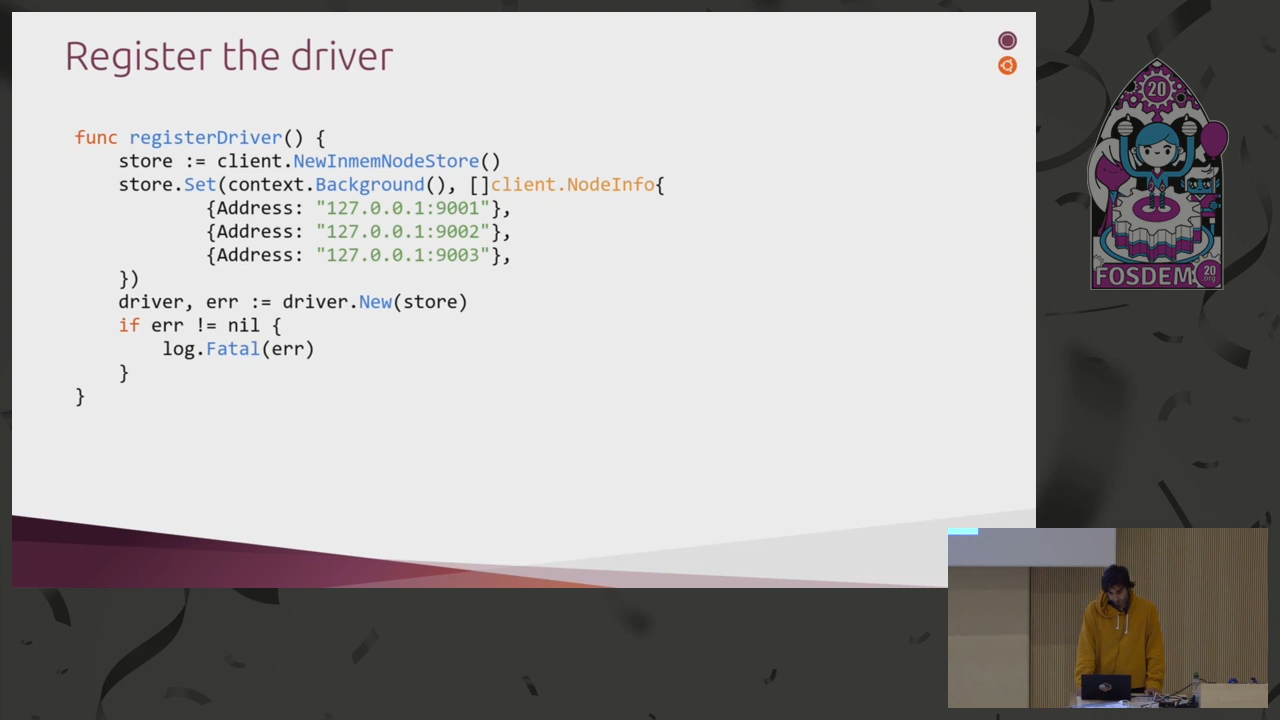 Register the driver
func registerDriver() {
store := client.NewInmemNodeStore()
store.Set(context.Background(), []client.NodeInfo{
{Address: "127.0.0.1:9001"},
{Address: "127.0.0.1:9002"},
{Address: "127.0.0.1:9003"},
})
driver, err := driver.New(store)
if err != nil {
log.Fatal(err)
}
}
20
FOSDEM
20
.org